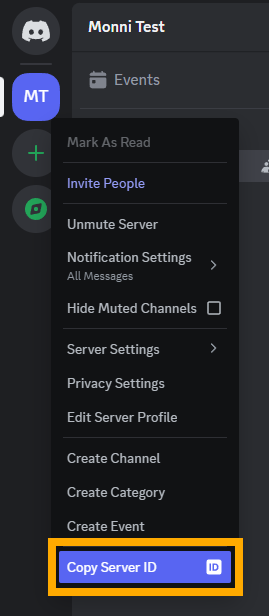 Monni Test
Events
MT
Mark As Read
Invite People
Unmute Server
Notification Settings
All Messages
Hide Muted Channels
Server Settings
Privacy Settings
Edit Server Profile
Create Channel
Create Category
Create Event
Copy Server ID ID